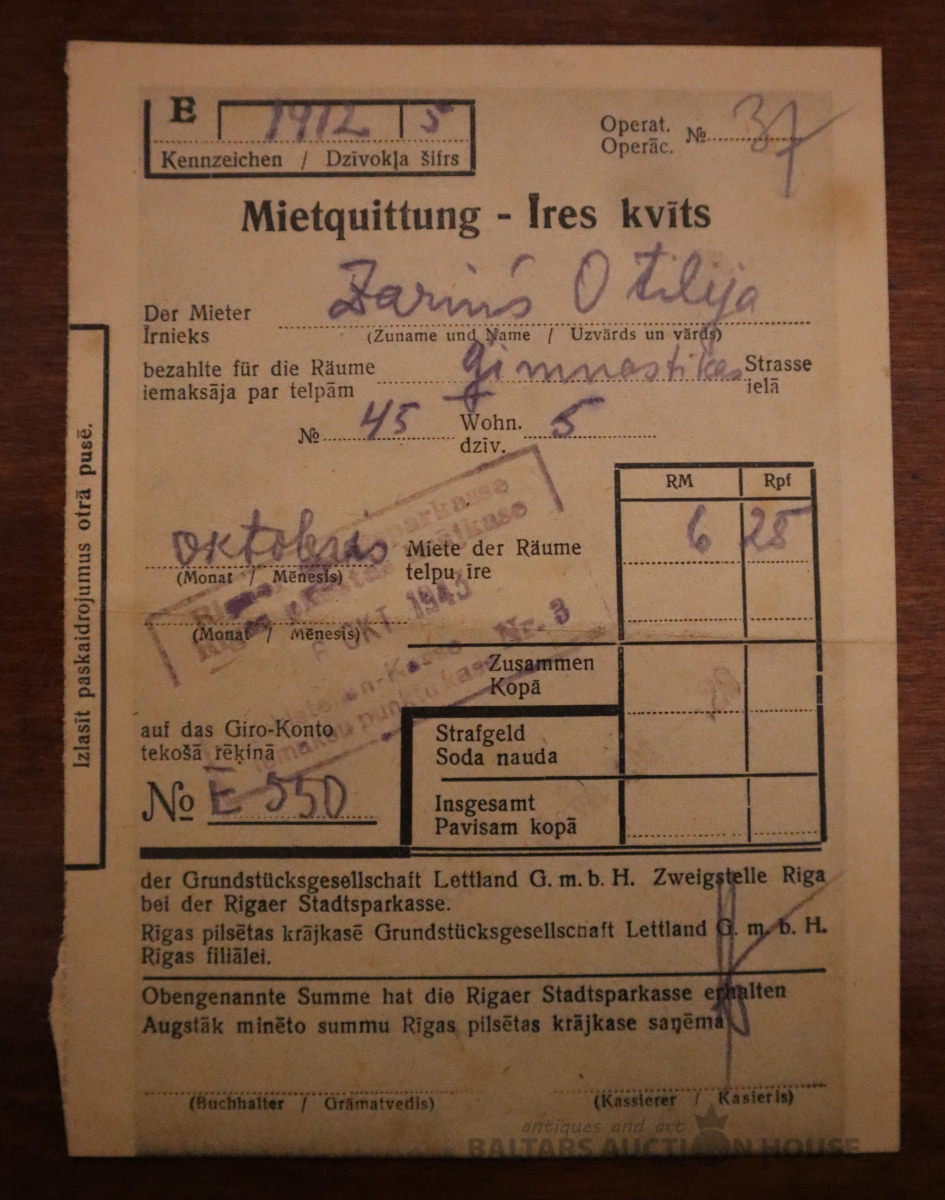 E 1912 5
Kennzeichen / Dzīvokļa šifrs
Operat.
Operāc. № 37
Mietquittung - Īres kvīts
Der Mieter
Īrnieks
Zariņš Otilija
(Zuname und Name / Uzvārds un vārds)
bezahlte für die Räume
iemaksāja par telpām
Ģimnastikas
Strasse
ielā
№ 45 Wohn.
dzīv. 5
RM Rpf
6 25
oktobris
(Monat / Mēnesis)
Miete der Räume
telpu īre
(Monat / Mēnesis)
OKT. 1943
Nr. 3
Zusammen
Kopā
auf das Giro-Konto
tekošā rēķinā
№ E-550
Strafgeld
Soda nauda
Insgesamt
Pavisam kopā
Izlasīt paskaidrojumus otrā pusē.
der Grundstücksgesellschaft Lettland G. m. b. H. Zweigstelle Riga
bei der Rigaer Stadtsparkasse.
Rīgas pilsētas krājkasē Grundstücksgesellschaft Lettland G. m. b. H.
Rīgas filiālei.
Obengenannte Summe hat die Rigaer Stadtsparkasse erhalten
Augstāk minēto summu Rīgas pilsētas krājkase saņēma
(Buchhalter / Grāmatvedis)
(Kassierer / Kasieris)
antiques and art
BALTARS AUCTION HOUSE